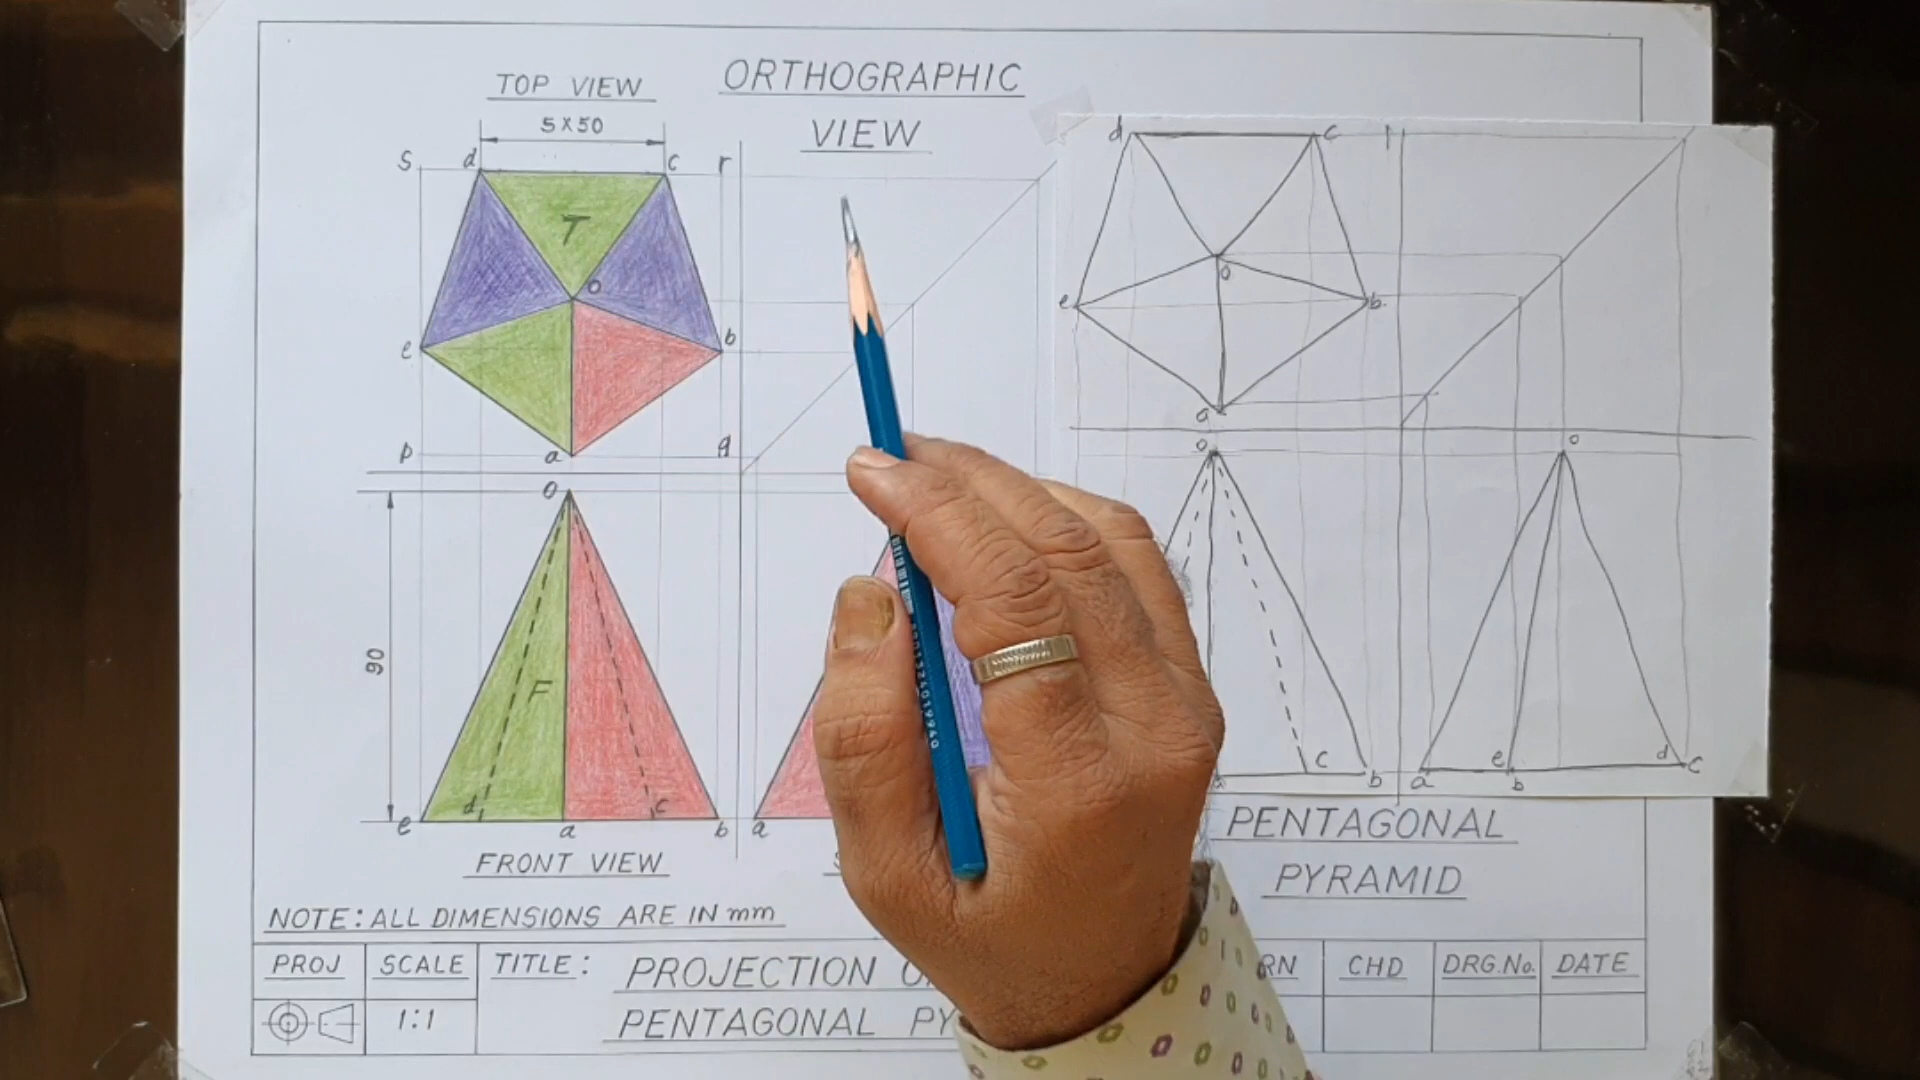 TOP VIEW
ORTHOGRAPHIC
VIEW
5X50
s d c r
T
o
e b
p a q
O
90
F
e d a c b a
FRONT VIEW
d c
o
e b
a
o o
a c b a e b d c
PENTAGONAL
PYRAMID
NOTE: ALL DIMENSIONS ARE IN mm
PROJ SCALE TITLE: PROJECTION CHD DRG.No. DATE
1:1 PENTAGONAL